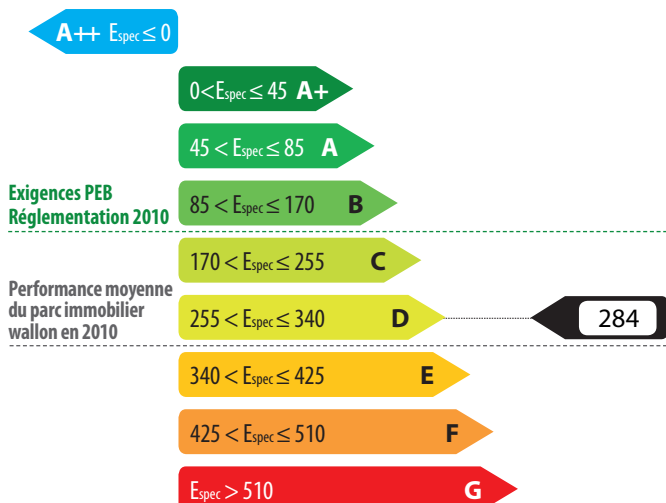 A++ Espec ≤ 0
0<Espec ≤ 45 A+
45 < Espec ≤ 85 A
Exigences PEB
Réglementation 2010
85 < Espec ≤ 170 B
170 < Espec ≤ 255 C
Performance moyenne
du parc immobilier
wallon en 2010
255 < Espec ≤ 340 D
284
340 < Espec ≤ 425 E
425 < Espec ≤ 510 F
Espec > 510 G